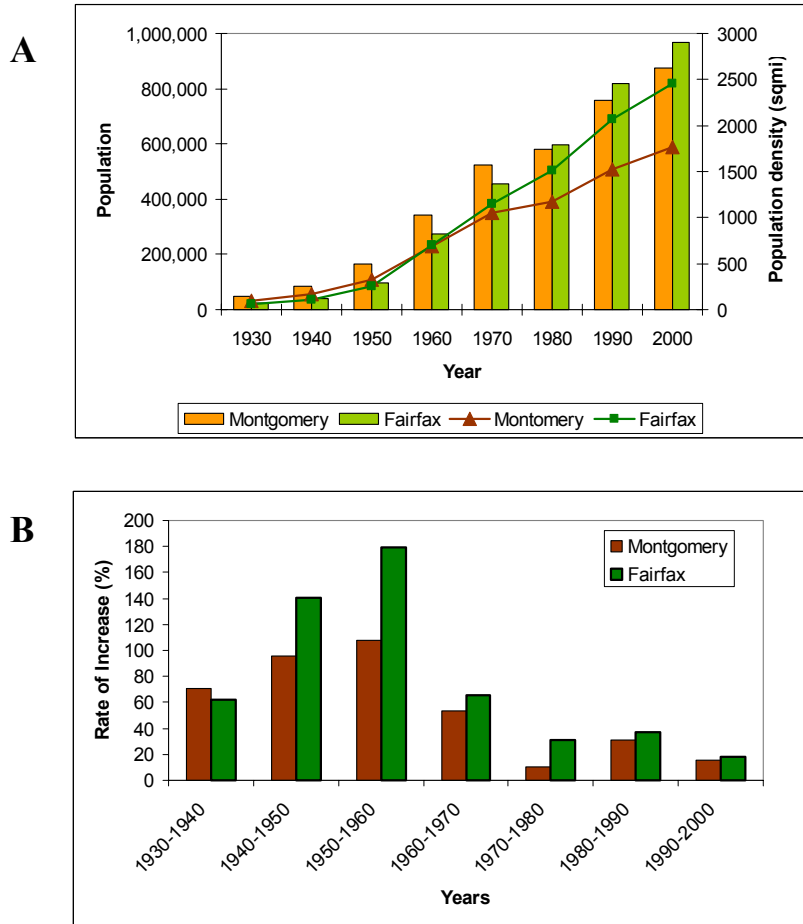 A
Population
Population density (sqmi)
1,000,000
800,000
600,000
400,000
200,000
0
3000
2500
2000
1500
1000
500
0
1930 1940 1950 1960 1970 1980 1990 2000
Year
Montgomery Fairfax Montomery Fairfax
B
Rate of Increase (%)
200
180
160
140
120
100
80
60
40
20
0
Montgomery
Fairfax
1930-1940 1940-1950 1950-1960 1960-1970 1970-1980 1980-1990 1990-2000
Years